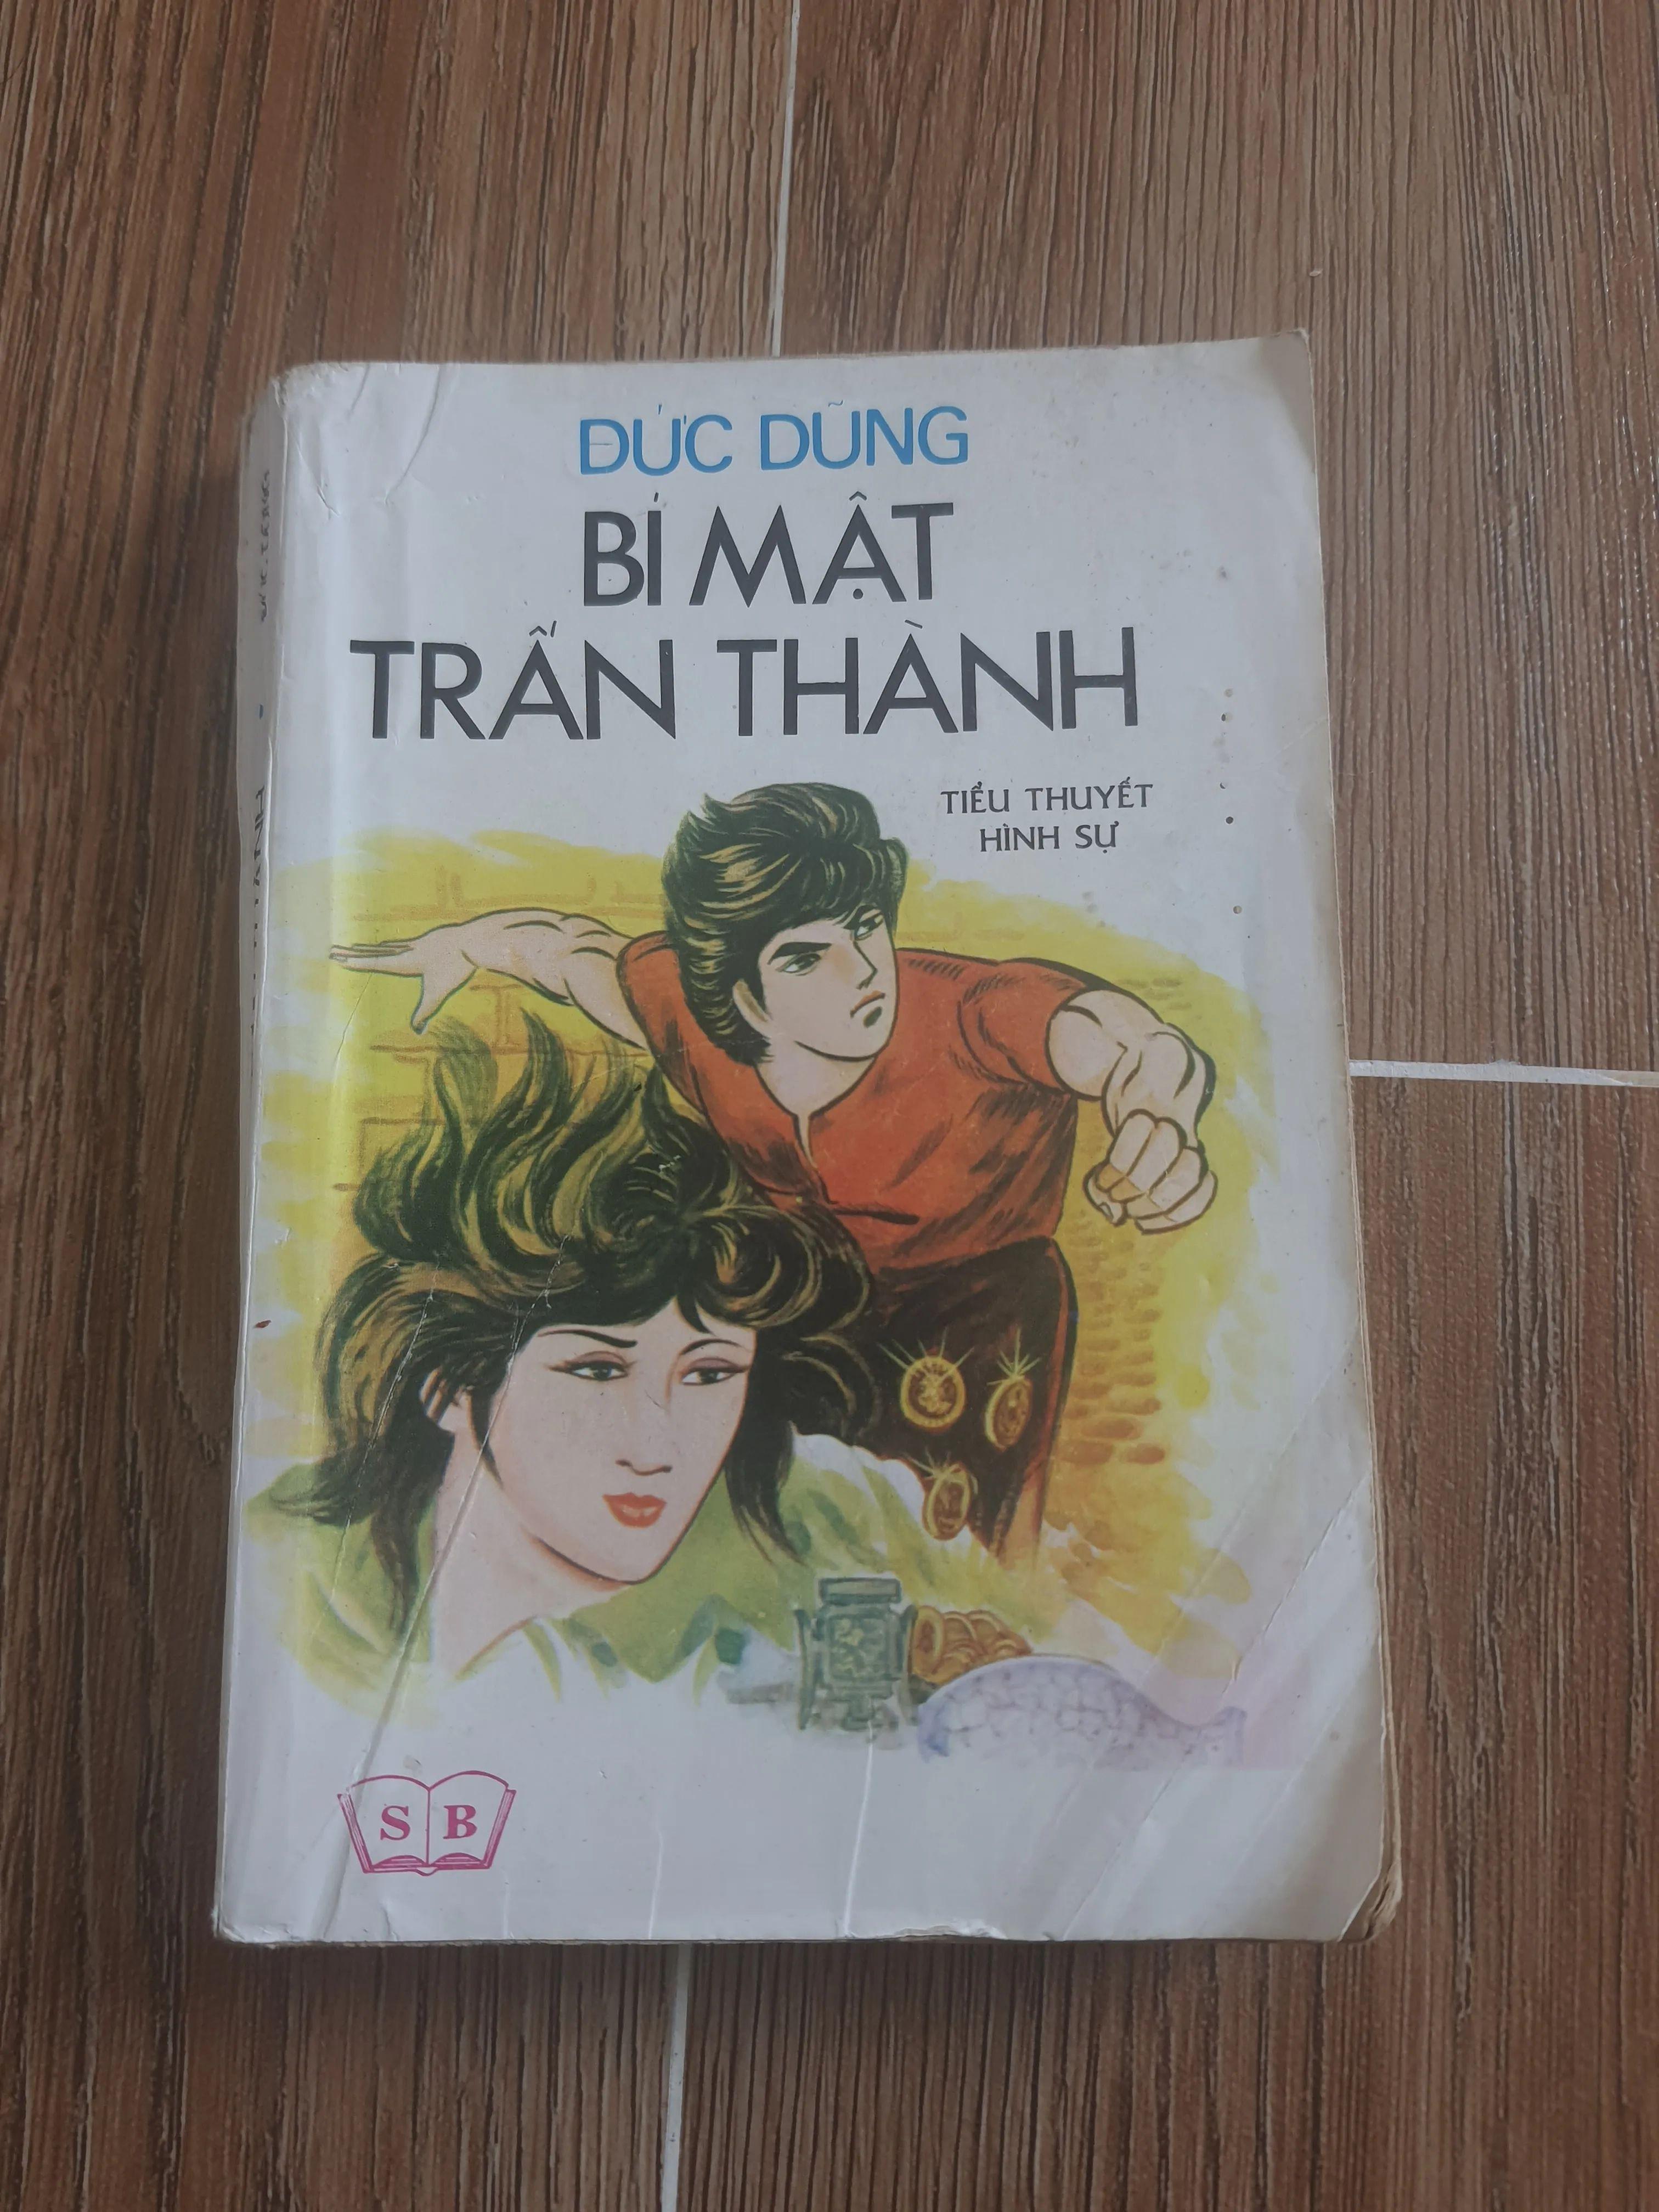 ĐỨC DŨNG
BÍ MẬT
TRẤN THÀNH
TIỂU THUYẾT
HÌNH SỰ
S B